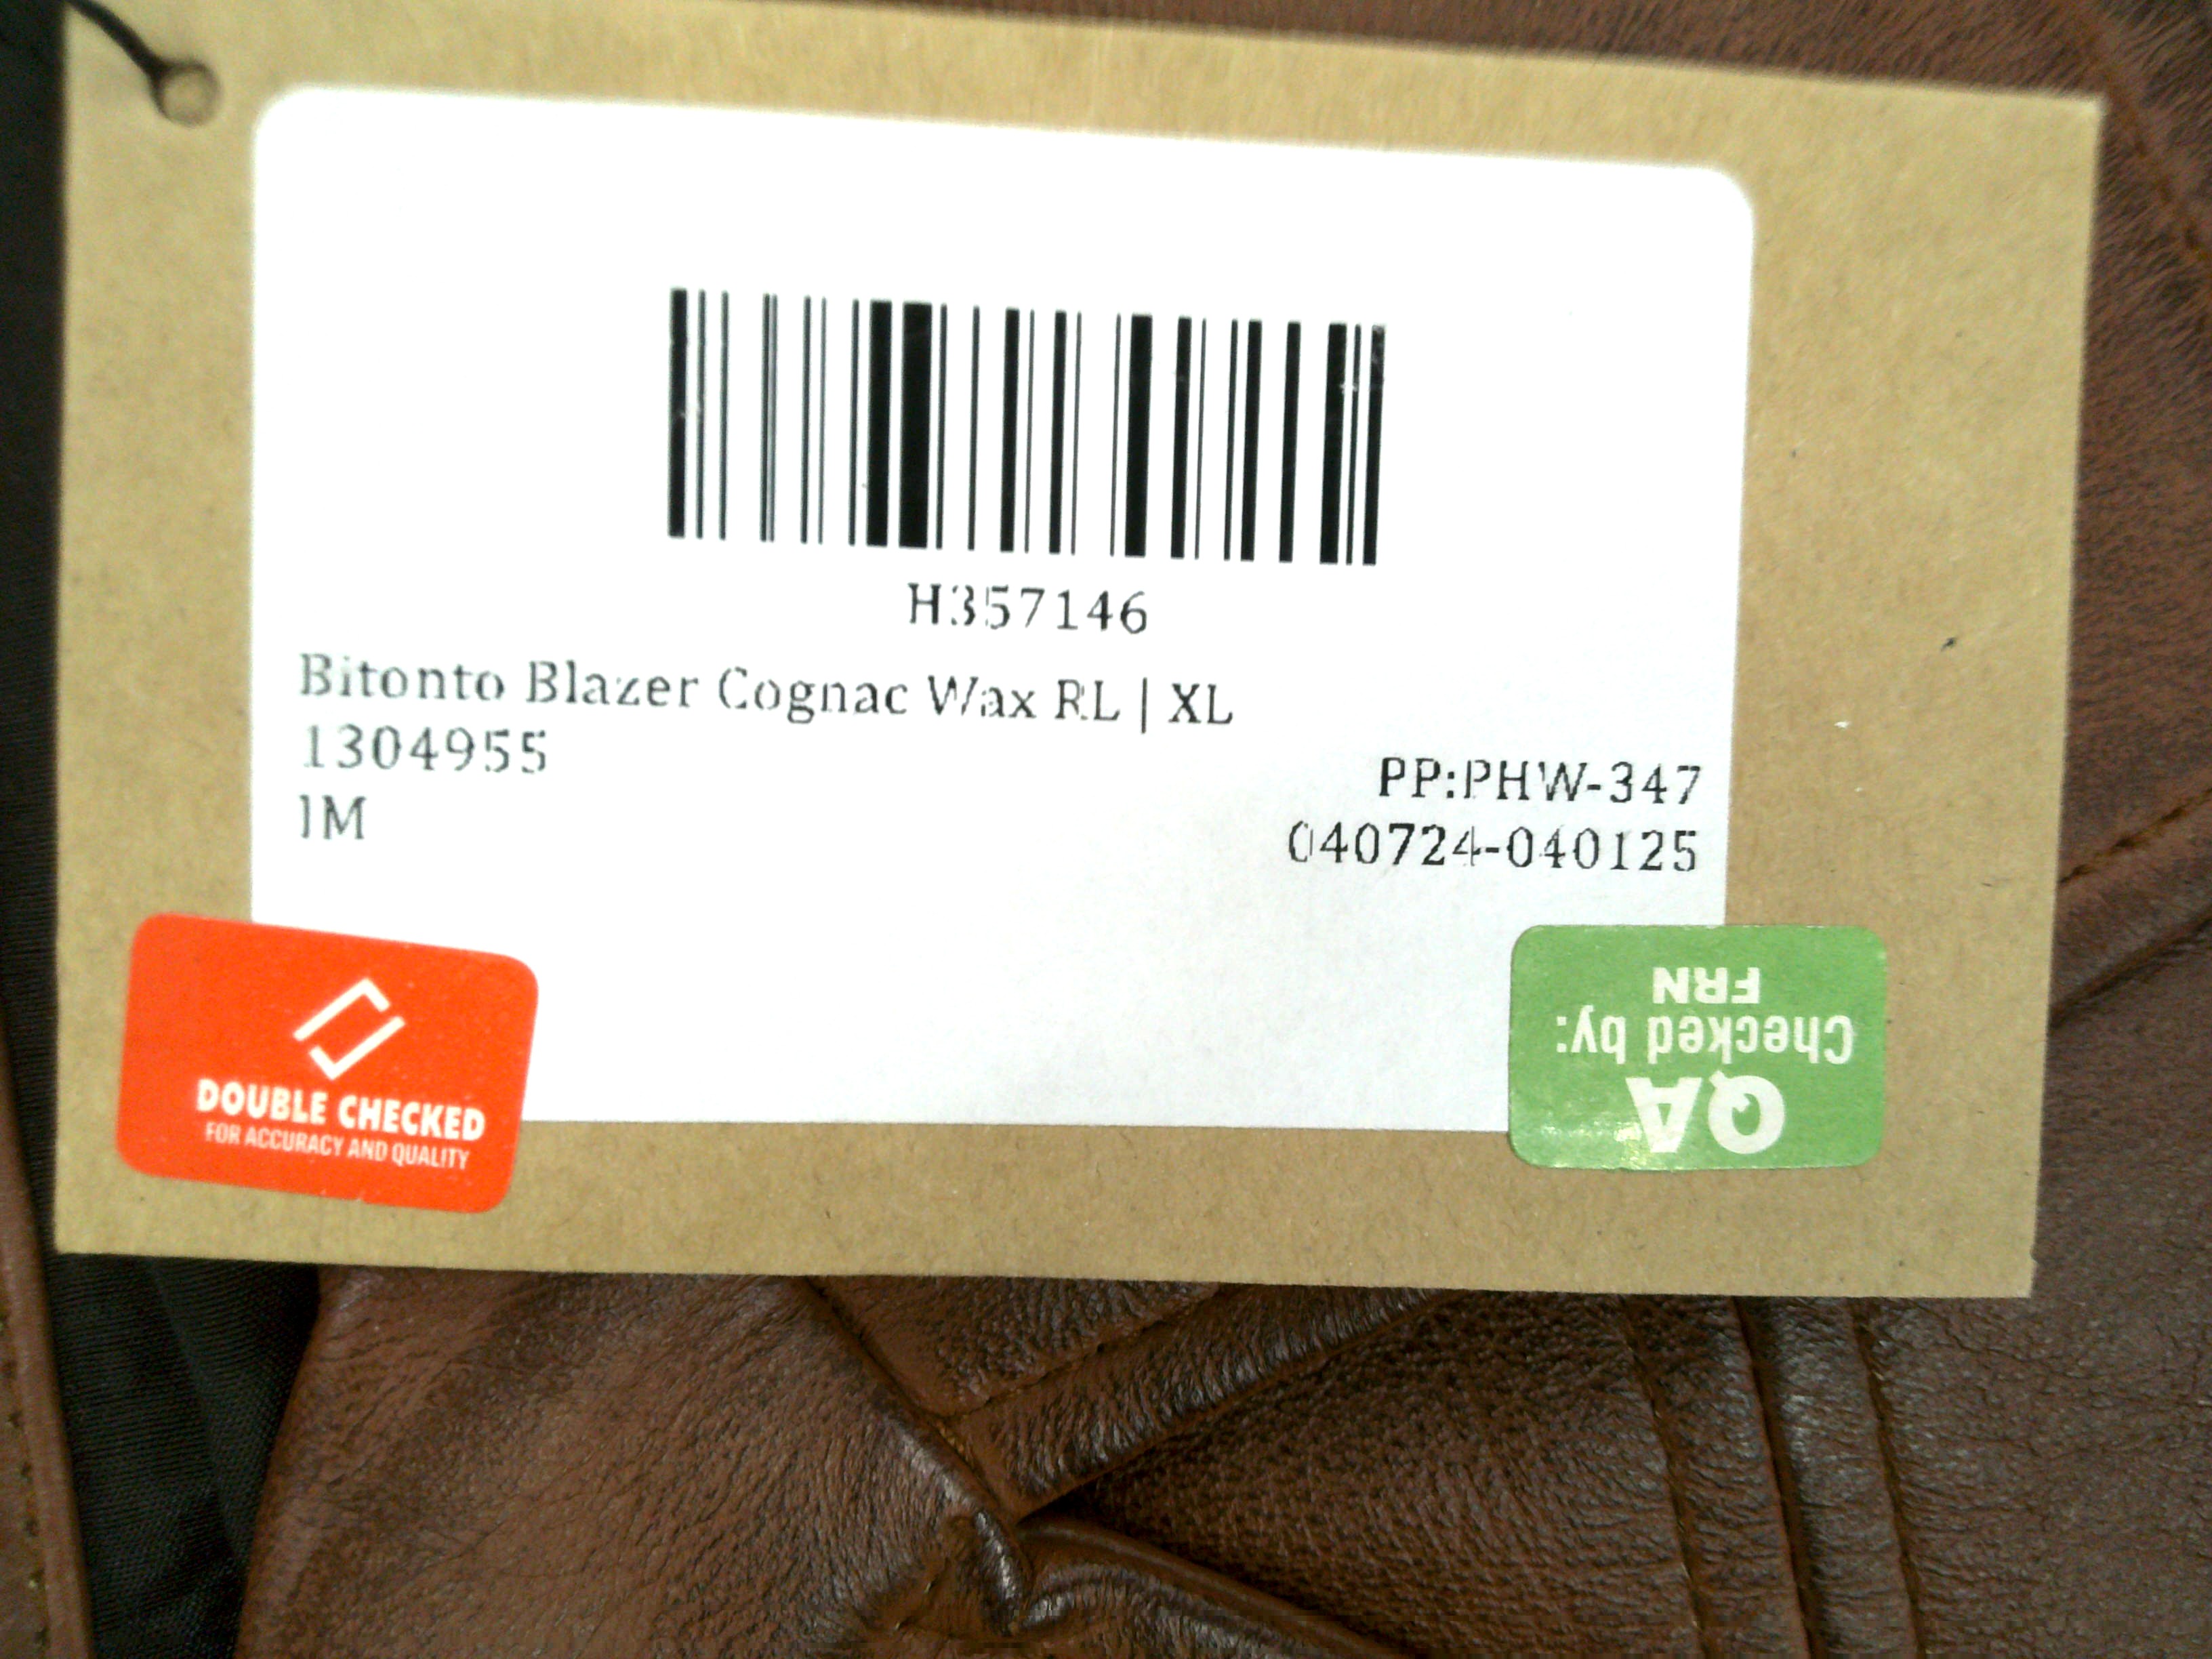 H357146
Bitonto Blazer Cognac Wax RL | XL
1304955
1M
PP:PHW-347
040724-040125
DOUBLE CHECKED
FOR ACCURACY AND QUALITY
QA
Checked by:
FRN